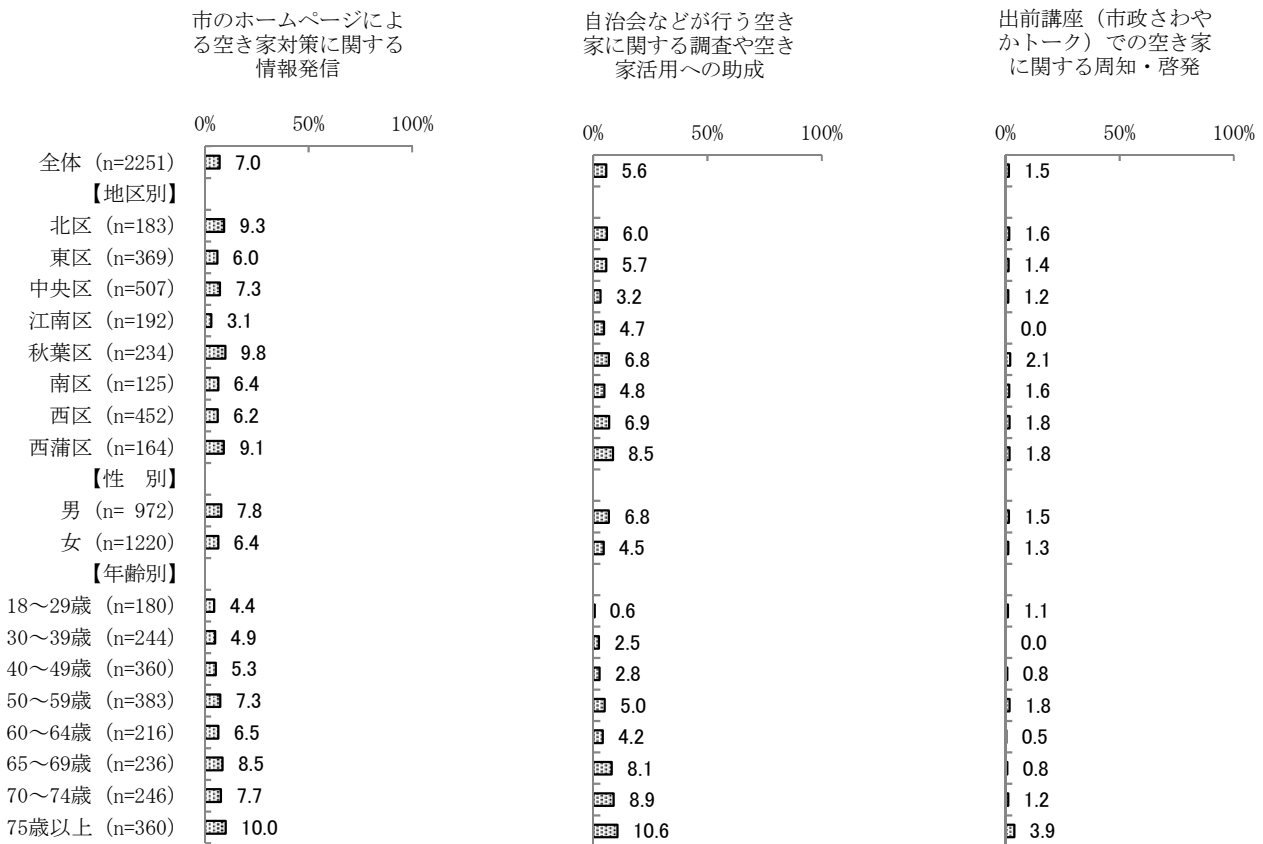 市のホームページによ
る空き家対策に関する
情報発信
自治会などが行う空き
家に関する調査や空き
家活用への助成
出前講座（市政さわや
かトーク）での空き家
に関する周知・啓発
0% 50% 100% 0% 50% 100% 0% 50% 100%
全体 (n=2251) 7.0 5.6 1.5
【地区別】
北区 (n=183) 9.3 6.0 1.6
東区 (n=369) 6.0 5.7 1.4
中央区 (n=507) 7.3 3.2 1.2
江南区 (n=192) 3.1 4.7 0.0
秋葉区 (n=234) 9.8 6.8 2.1
南区 (n=125) 6.4 4.8 1.6
西区 (n=452) 6.2 6.9 1.8
西蒲区 (n=164) 9.1 8.5 1.8
【性　別】
男 (n= 972) 7.8 6.8 1.5
女 (n=1220) 6.4 4.5 1.3
【年齢別】
18～29歳 (n=180) 4.4 0.6 1.1
30～39歳 (n=244) 4.9 2.5 0.0
40～49歳 (n=360) 5.3 2.8 0.8
50～59歳 (n=383) 7.3 5.0 1.8
60～64歳 (n=216) 6.5 4.2 0.5
65～69歳 (n=236) 8.5 8.1 0.8
70～74歳 (n=246) 7.7 8.9 1.2
75歳以上 (n=360) 10.0 10.6 3.9